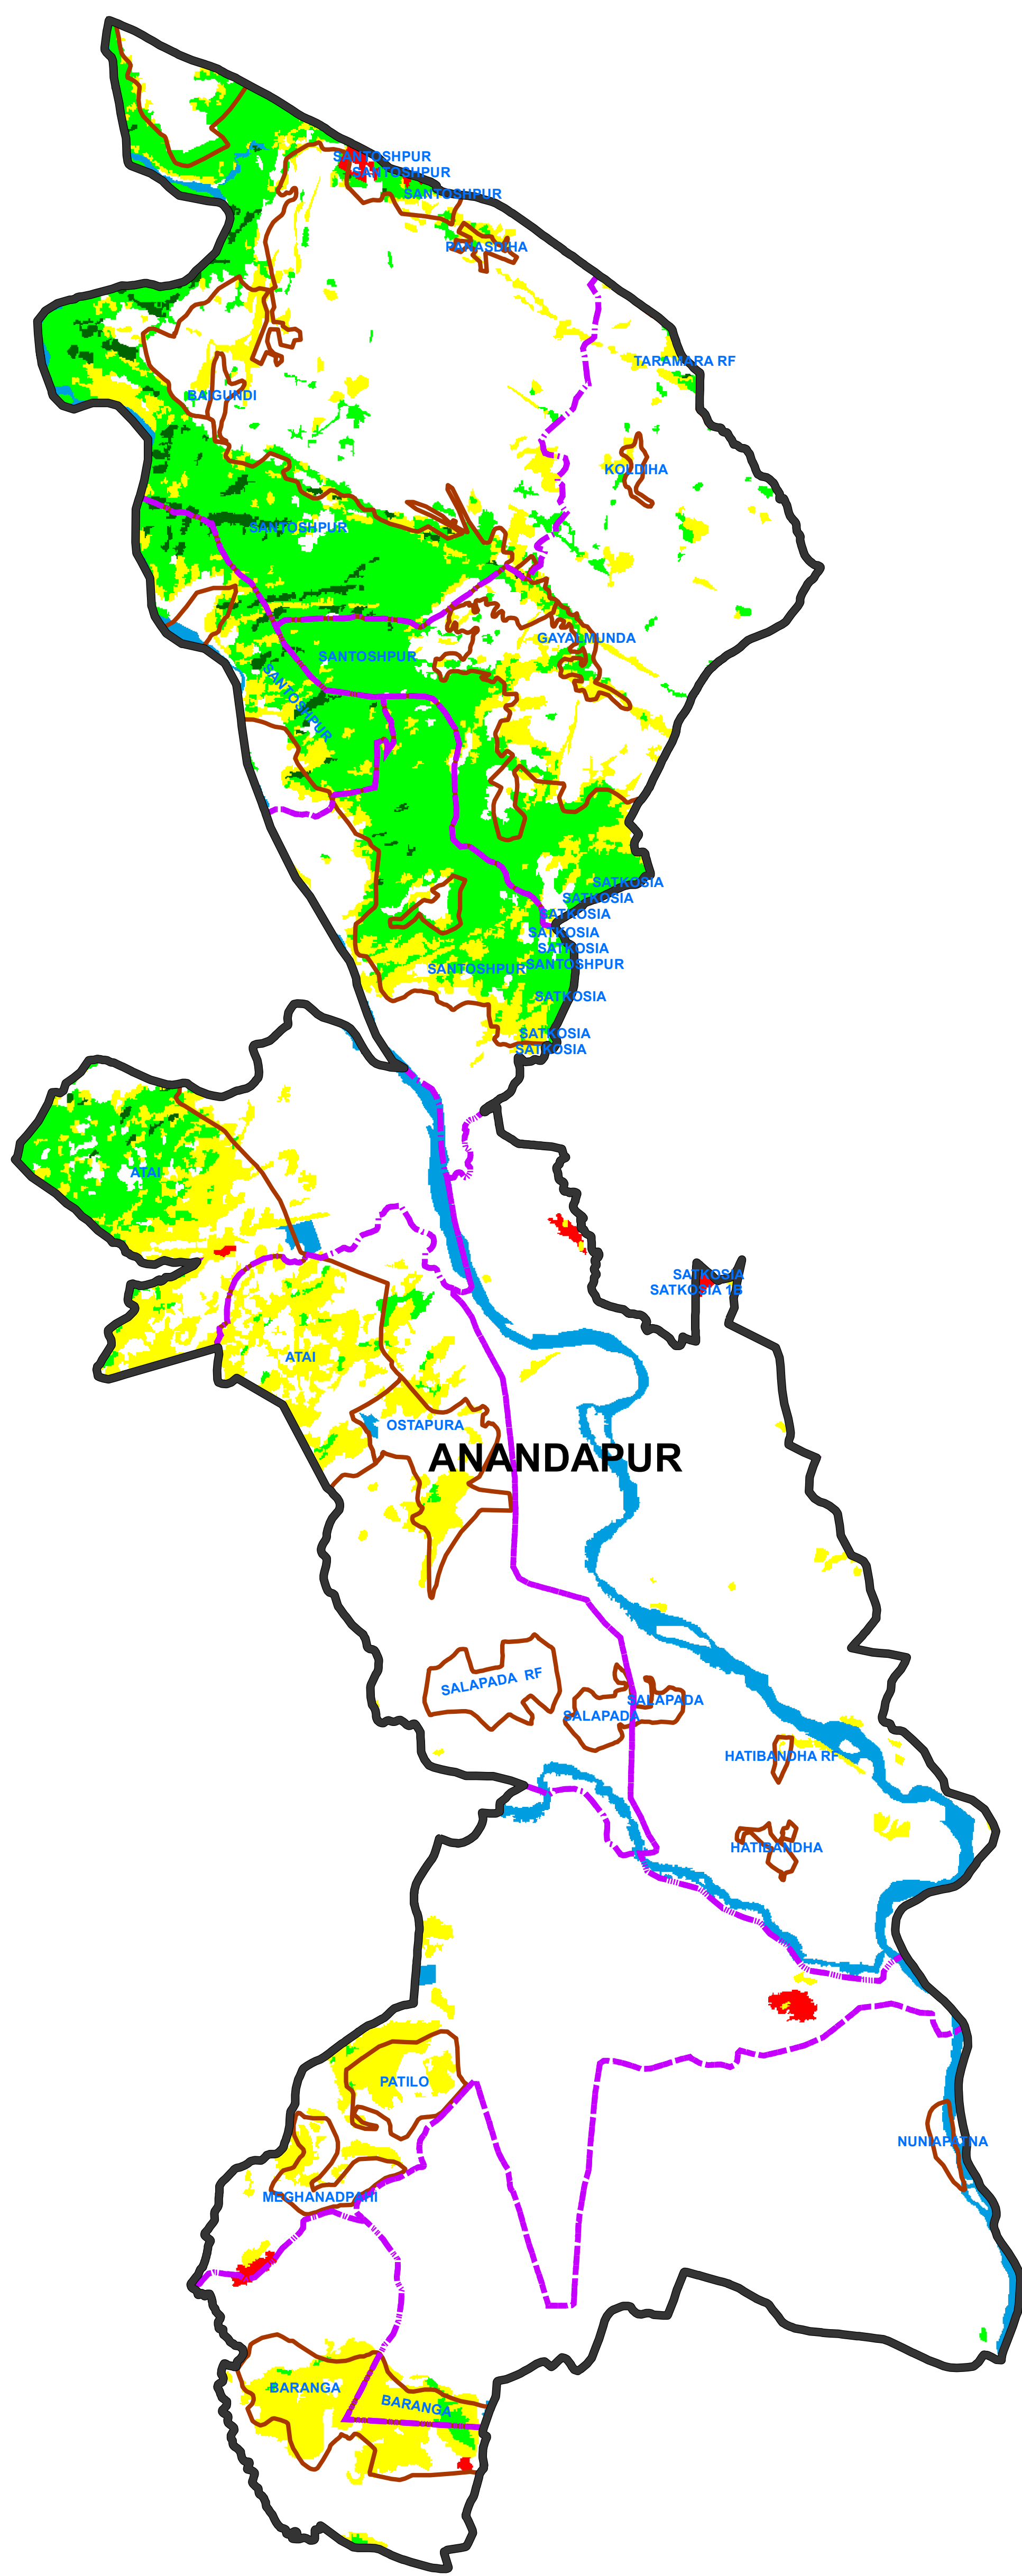 SANTOSHPUR
SANTOSHPUR
SANTOSHPUR
PANASDIHA
TARAMARA RF
BAIGUNDI
KOLDIHA
SANTOSHPUR
GAYALMUNDA
SANTOSHPUR
SANTOSHPUR
SATKOSIA
SATKOSIA
SATKOSIA
SATKOSIA
SATKOSIA
SANTOSHPUR
SANTOSHPUR
SATKOSIA
SATKOSIA
SATKOSIA
ATAI
SATKOSIA
SATKOSIA 1B
ATAI
OSTAPURA
ANANDAPUR
SALAPADA RF
SALAPADA
SALAPADA
HATIBANDHA RF
HATIBANDHA
PATILO
NUNIAPATNA
MEGHANADPAHI
BARANGA
BARANGA